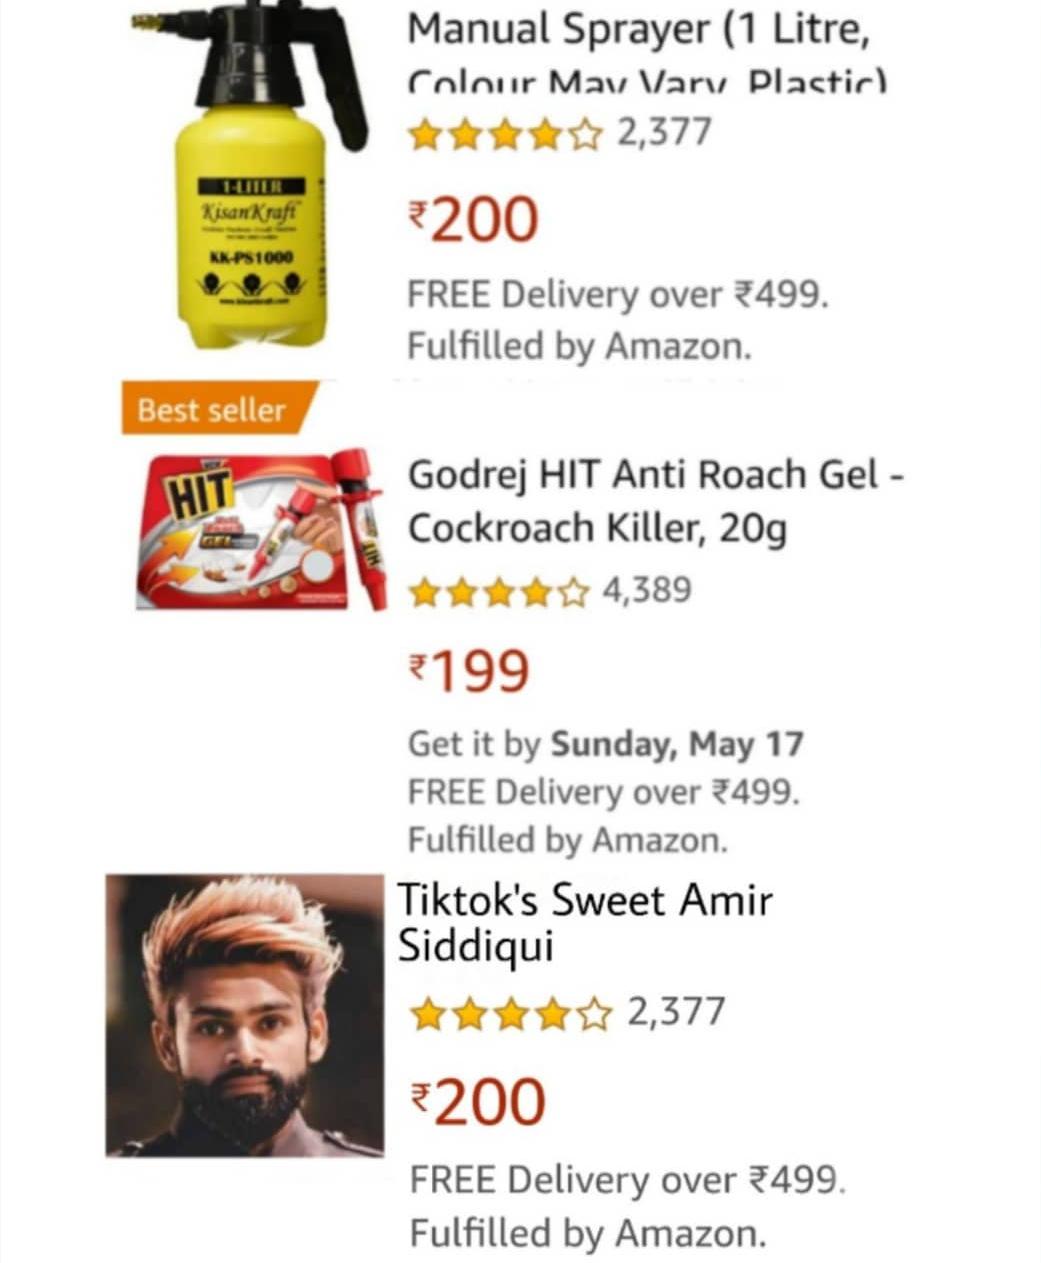 Manual Sprayer (1 Litre,
Colour May Vary, Plastic)
2,377
1-LITER
KisanKraft
KK-PS1000
₹200
FREE Delivery over ₹499.
Fulfilled by Amazon.
Best seller
HIT
GEL
Godrej HIT Anti Roach Gel -
Cockroach Killer, 20g
4,389
₹199
Get it by Sunday, May 17
FREE Delivery over ₹499.
Fulfilled by Amazon.
Tiktok's Sweet Amir
Siddiqui
2,377
₹200
FREE Delivery over ₹499.
Fulfilled by Amazon.